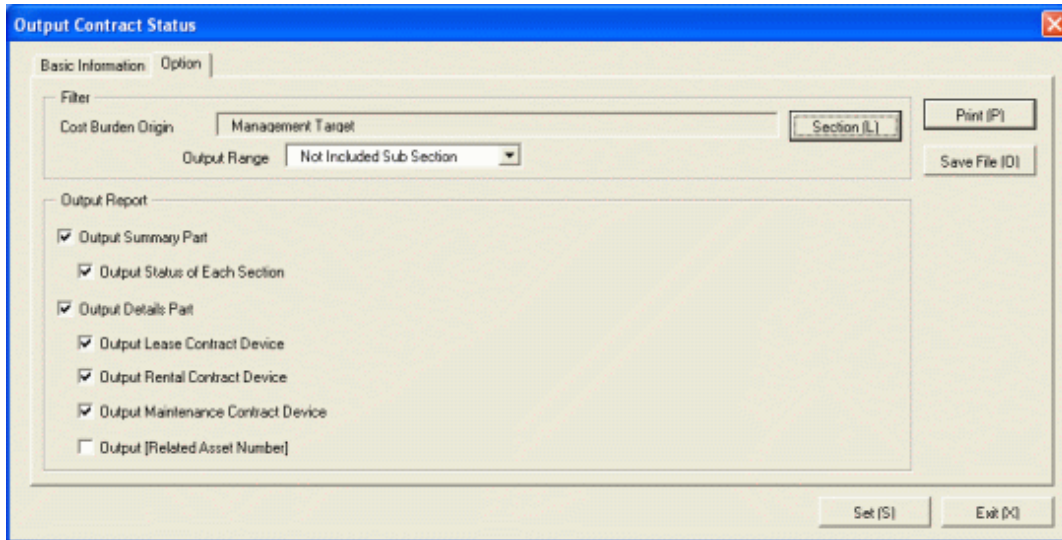 Output Contract Status
Basic Information Option
Filter
Cost Burden Origin Management Target Section (L)
Print (P)
Output Range Not Included Sub Section
Save File (O)
Output Report
Output Summary Part
Output Status of Each Section
Output Details Part
Output Lease Contract Device
Output Rental Contract Device
Output Maintenance Contract Device
Output [Related Asset Number]
Set (S) Exit (X)